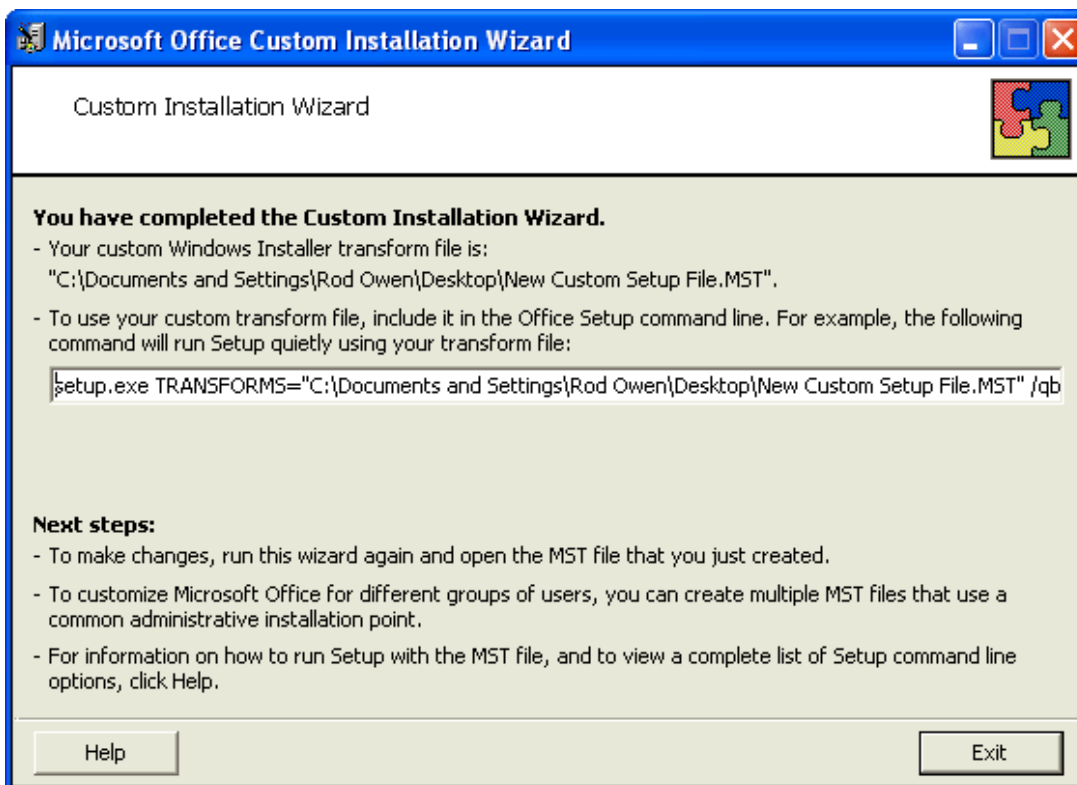 Microsoft Office Custom Installation Wizard
Custom Installation Wizard
You have completed the Custom Installation Wizard.
- Your custom Windows Installer transform file is:
"C:\Documents and Settings\Rod Owen\Desktop\New Custom Setup File.MST".
- To use your custom transform file, include it in the Office Setup command line. For example, the following
command will run Setup quietly using your transform file:
setup.exe TRANSFORMS="C:\Documents and Settings\Rod Owen\Desktop\New Custom Setup File.MST" /qb
Next steps:
- To make changes, run this wizard again and open the MST file that you just created.
- To customize Microsoft Office for different groups of users, you can create multiple MST files that use a
common administrative installation point.
- For information on how to run Setup with the MST file, and to view a complete list of Setup command line
options, click Help.
Help
Exit